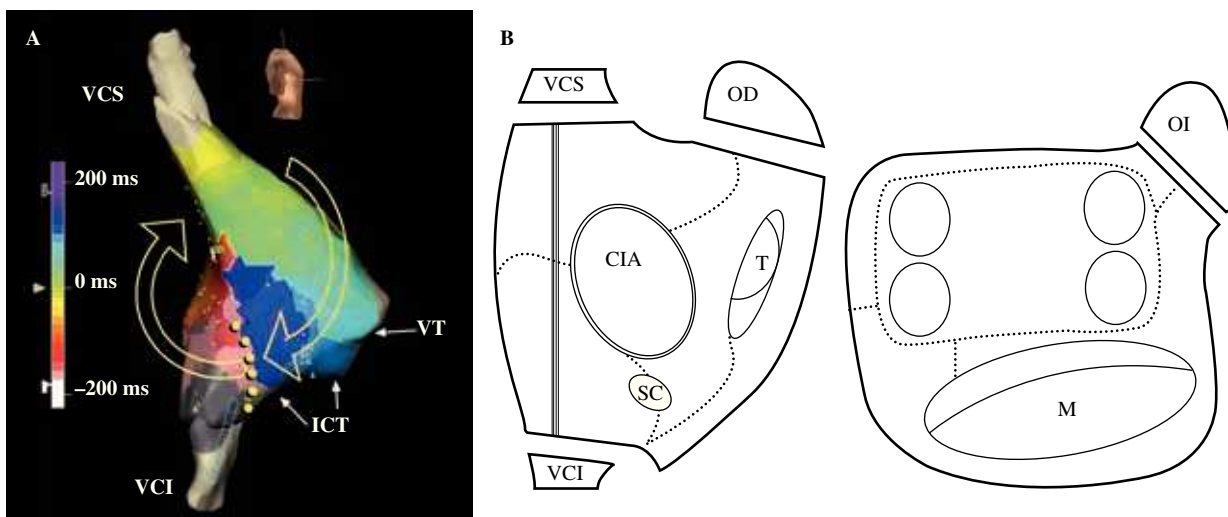 A
VCS
200 ms
0 ms
−200 ms
VT
ICT
VCI
B
VCS
OD
CIA
T
SC
VCI
OI
M